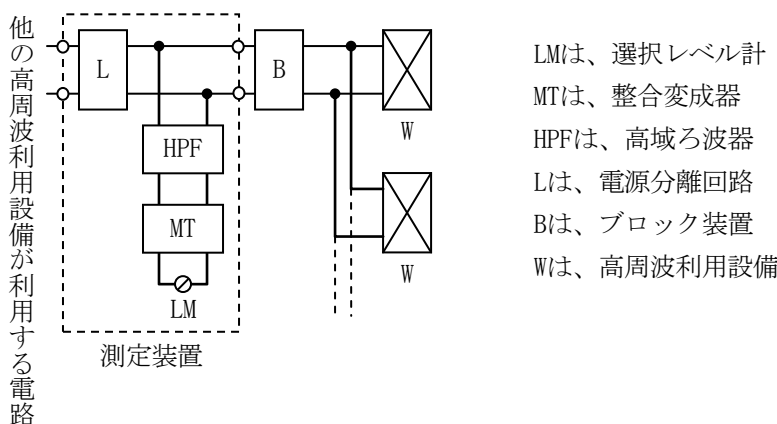 他の高周波利用設備が利用する電路
L
B
HPF
MT
LM
W
W
測定装置
LMは、選択レベル計
MTは、整合変成器
HPFは、高域ろ波器
Lは、電源分離回路
Bは、ブロック装置
Wは、高周波利用設備